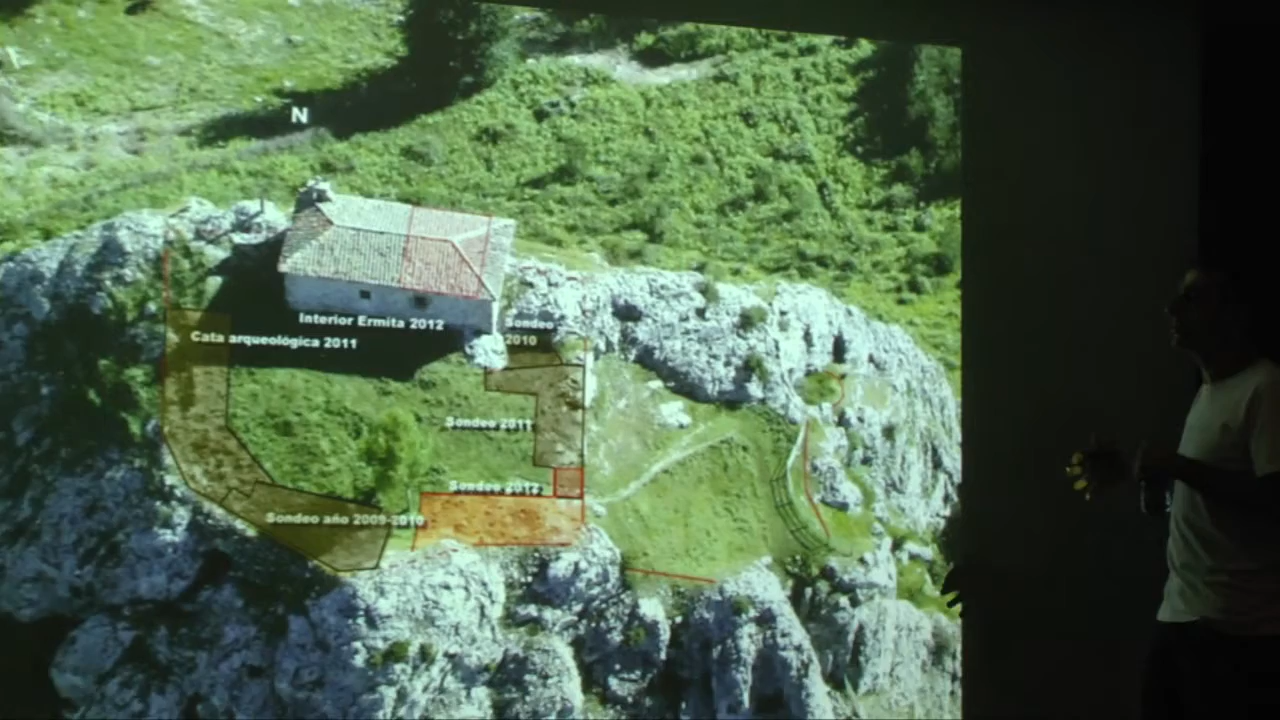 N
Interior Ermita 2012
Sondeo
2010
Cata arqueológica 2011
Sondeo 2011
Sondeo 2012
Sondeo año 2009-2010